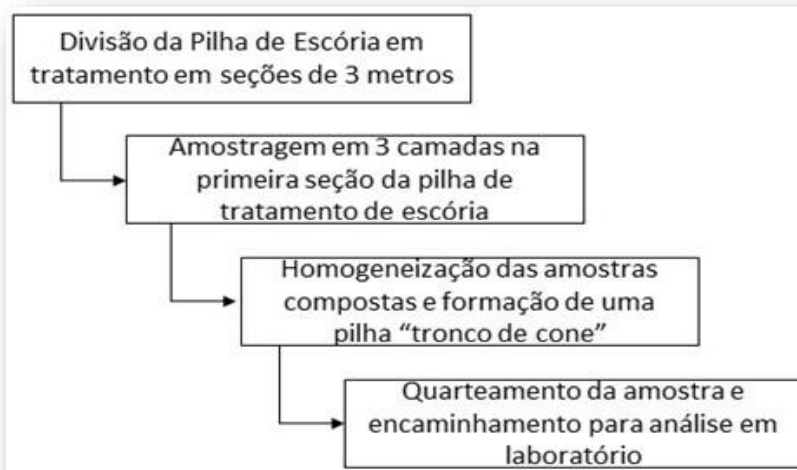 Divisão da Pilha de Escória em
tratamento em seções de 3 metros
Amostragem em 3 camadas na
primeira seção da pilha de
tratamento de escória
Homogeneização das amostras
compostas e formação de uma
pilha “tronco de cone”
Quarteamento da amostra e
encaminhamento para análise em
laboratório